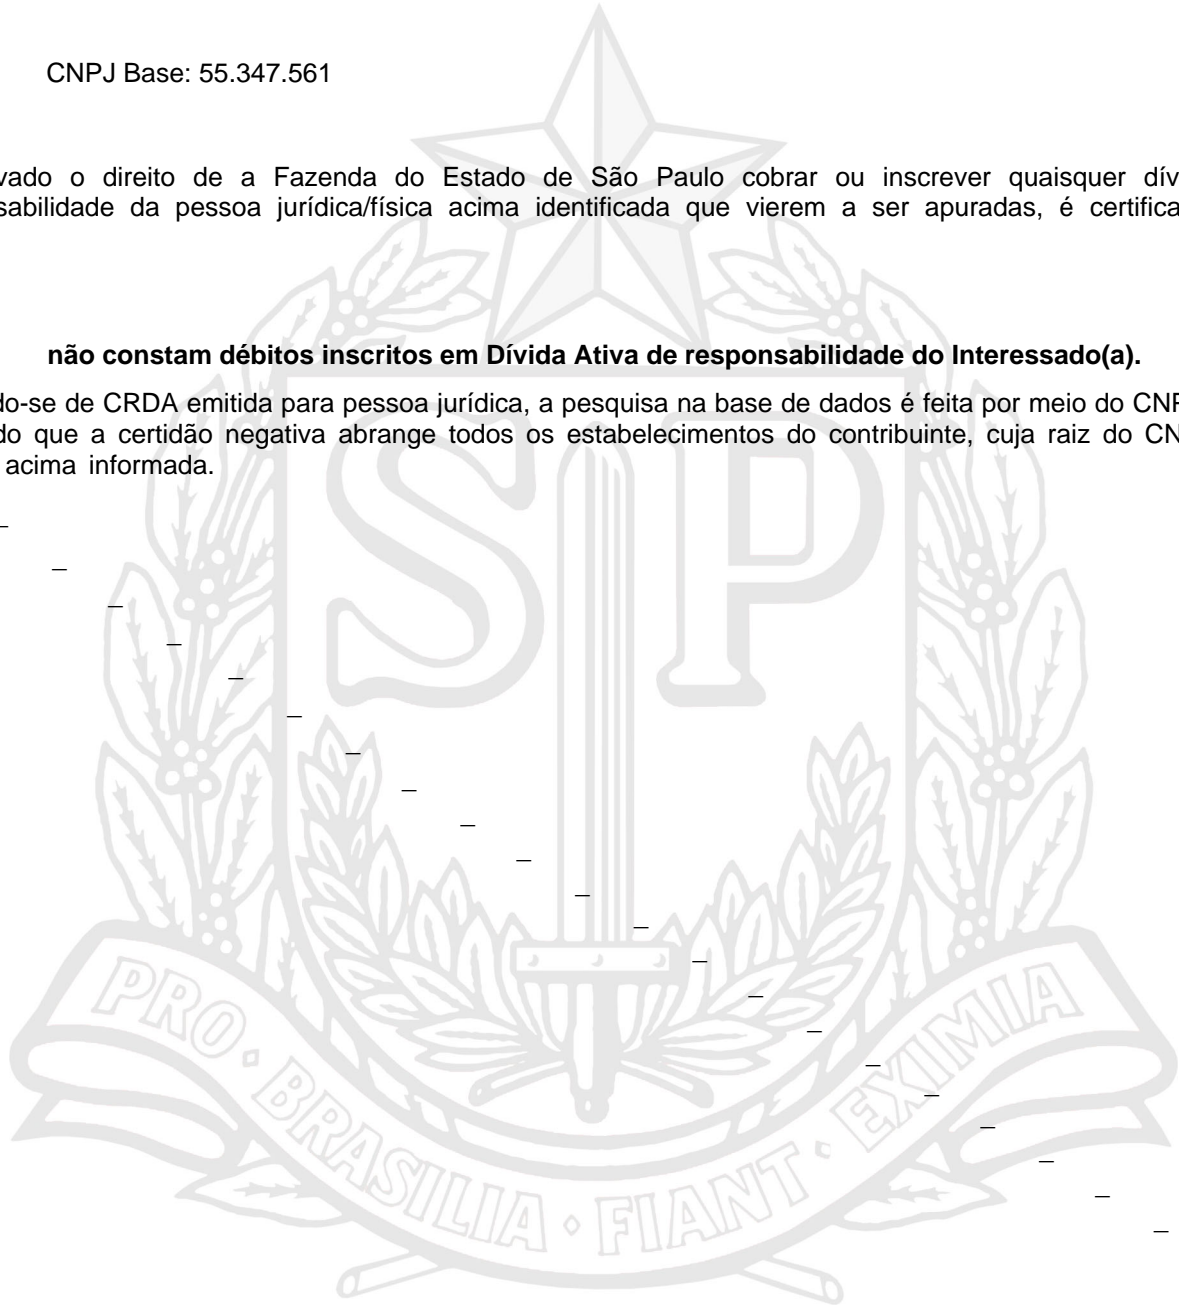 CNPJ Base: 55.347.561
vado o direito de a Fazenda do Estado de São Paulo cobrar ou inscrever quaisquer dív
sabilidade da pessoa jurídica/física acima identificada que vierem a ser apuradas, é certifica
não constam débitos inscritos em Dívida Ativa de responsabilidade do Interessado(a).
do-se de CRDA emitida para pessoa jurídica, a pesquisa na base de dados é feita por meio do CNP
do que a certidão negativa abrange todos os estabelecimentos do contribuinte, cuja raiz do CN
acima informada.
SP
PRO • BRASILIA • FIANT • EXIMIA